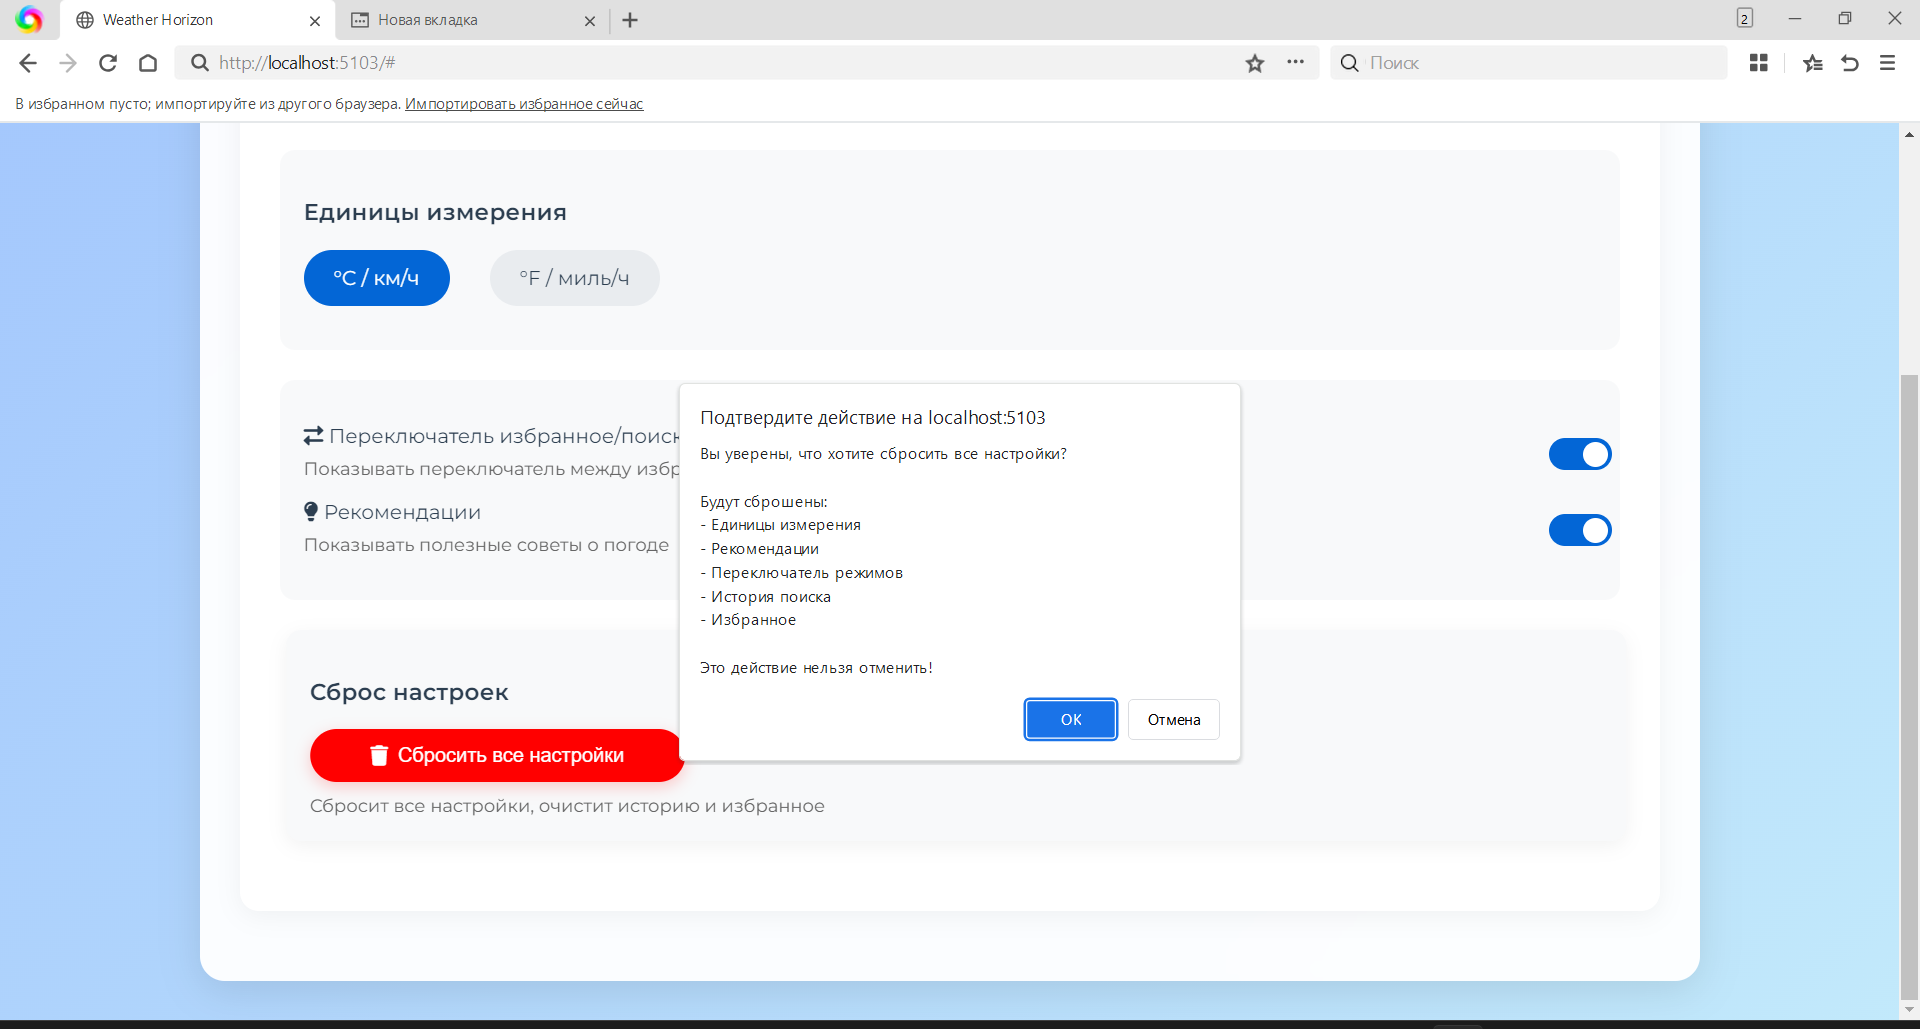 Weather Horizon
Новая вкладка
2
http://localhost:5103/#
Поиск
В избранном пусто; импортируйте из другого браузера. Импортировать избранное сейчас
Единицы измерения
°C / км/ч
°F / миль/ч
Переключатель избранное/поиск
Показывать переключатель между избр
Рекомендации
Показывать полезные советы о погоде
Подтвердите действие на localhost:5103
Вы уверены, что хотите сбросить все настройки?
Будут сброшены:
- Единицы измерения
- Рекомендации
- Переключатель режимов
- История поиска
- Избранное
Это действие нельзя отменить!
ОК
Отмена
Сброс настроек
Сбросить все настройки
Сбросит все настройки, очистит историю и избранное